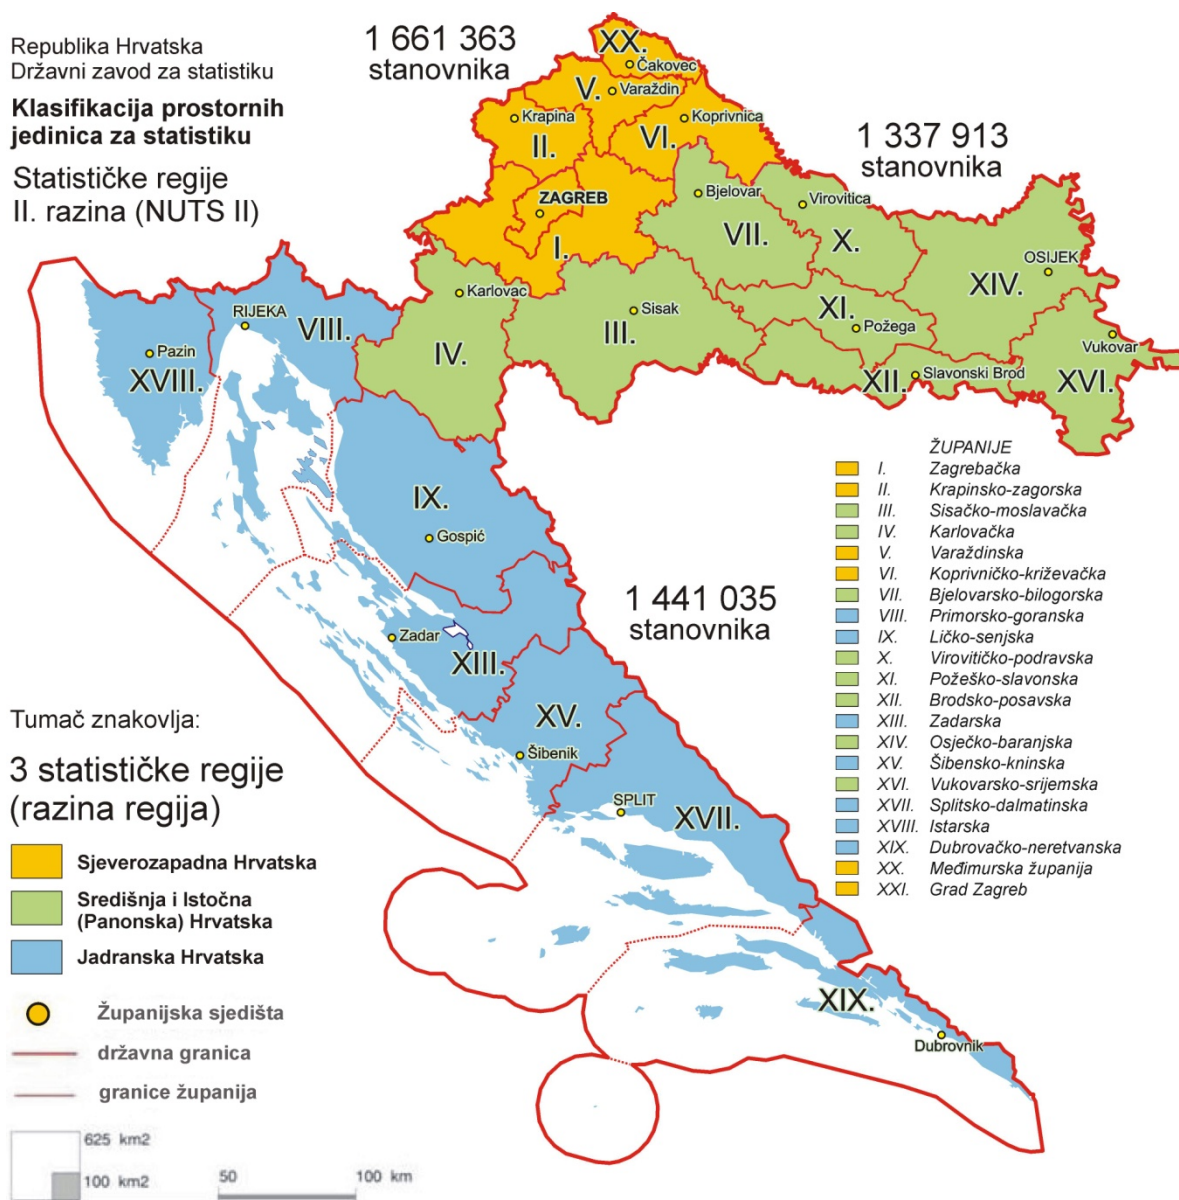 Republika Hrvatska
Državni zavod za statistiku
Klasifikacija prostornih
jedinica za statistiku
Statističke regije
II. razina (NUTS II)
1 661 363
stanovnika
1 337 913
stanovnika
1 441 035
stanovnika
XX.
Čakovec
V.
Varaždin
Krapina
II.
VI.
Koprivnica
ZAGREB
I.
Bjelovar
VII.
Virovitica
X.
OSIJEK
XIV.
Karlovac
IV.
Sisak
III.
XI.
Požega
XII.
Slavonski Brod
Vukovar
XVI.
RIJEKA
VIII.
Pazin
XVIII.
IX.
Gospić
Zadar
XIII.
XV.
Šibenik
SPLIT
XVII.
XIX.
Dubrovnik
ŽUPANIJE
I. Zagrebačka
II. Krapinsko-zagorska
III. Sisačko-moslavačka
IV. Karlovačka
V. Varaždinska
VI. Koprivničko-križevačka
VII. Bjelovarsko-bilogorska
VIII. Primorsko-goranska
IX. Ličko-senjska
X. Virovitičko-podravska
XI. Požeško-slavonska
XII. Brodsko-posavska
XIII. Zadarska
XIV. Osječko-baranjska
XV. Šibensko-kninska
XVI. Vukovarsko-srijemska
XVII. Splitsko-dalmatinska
XVIII. Istarska
XIX. Dubrovačko-neretvanska
XX. Međimurska županija
XXI. Grad Zagreb
Tumač znakovlja:
3 statističke regije
(razina regija)
Sjeverozapadna Hrvatska
Središnja i Istočna
(Panonska) Hrvatska
Jadranska Hrvatska
Županijska sjedišta
državna granica
granice županija
625 km2
100 km2
50
100 km